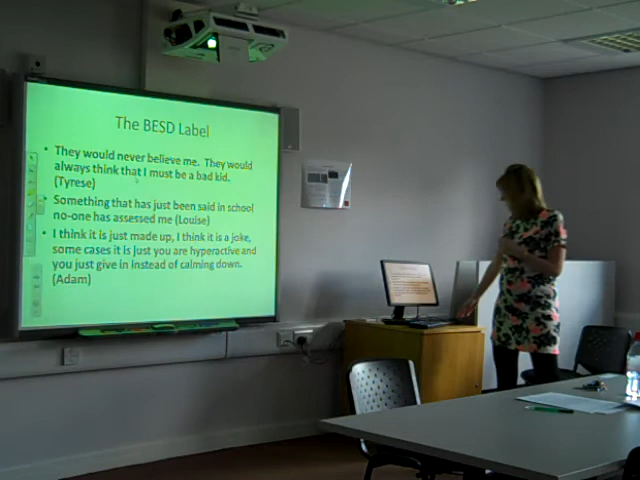 The BESD Label
• They would never believe me. They would
always think that I must be a bad kid.
(Tyrese)
• Something that has just been said in school
no-one has assessed me (Louise)
• I think it is just made up, I think it is a joke,
some cases it is just you are hyperactive and
you just give in instead of calming down.
(Adam)